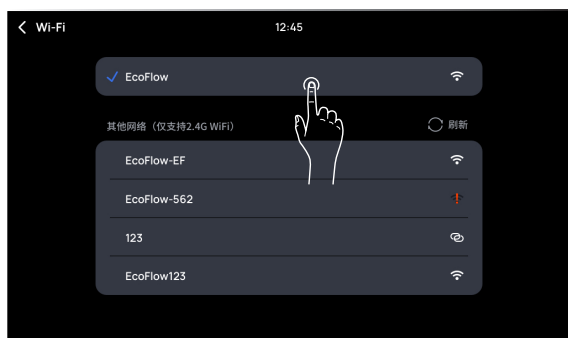 Wi-Fi
12:45
EcoFlow
其他网络（仅支持2.4G WiFi）
刷新
EcoFlow-EF
EcoFlow-562
123
EcoFlow123